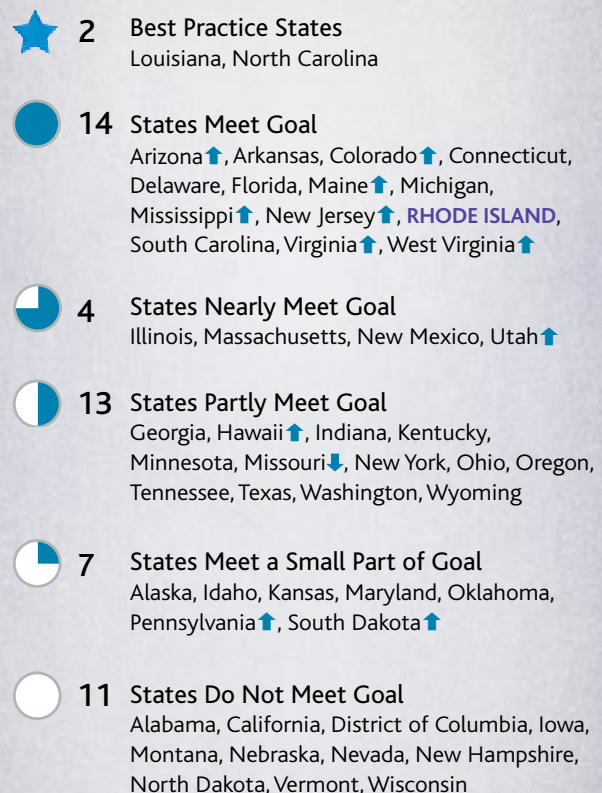 2 Best Practice States
Louisiana, North Carolina
14 States Meet Goal
Arizona⬆, Arkansas, Colorado⬆, Connecticut,
Delaware, Florida, Maine⬆, Michigan,
Mississippi⬆, New Jersey⬆, RHODE ISLAND,
South Carolina, Virginia⬆, West Virginia⬆
4 States Nearly Meet Goal
Illinois, Massachusetts, New Mexico, Utah⬆
13 States Partly Meet Goal
Georgia, Hawaii⬆, Indiana, Kentucky,
Minnesota, Missouri⬇, New York, Ohio, Oregon,
Tennessee, Texas, Washington, Wyoming
7 States Meet a Small Part of Goal
Alaska, Idaho, Kansas, Maryland, Oklahoma,
Pennsylvania⬆, South Dakota⬆
11 States Do Not Meet Goal
Alabama, California, District of Columbia, Iowa,
Montana, Nebraska, Nevada, New Hampshire,
North Dakota, Vermont, Wisconsin